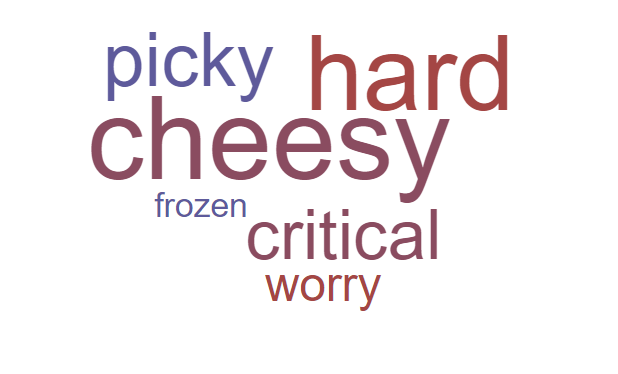 picky hard
cheesy
frozen
critical
worry